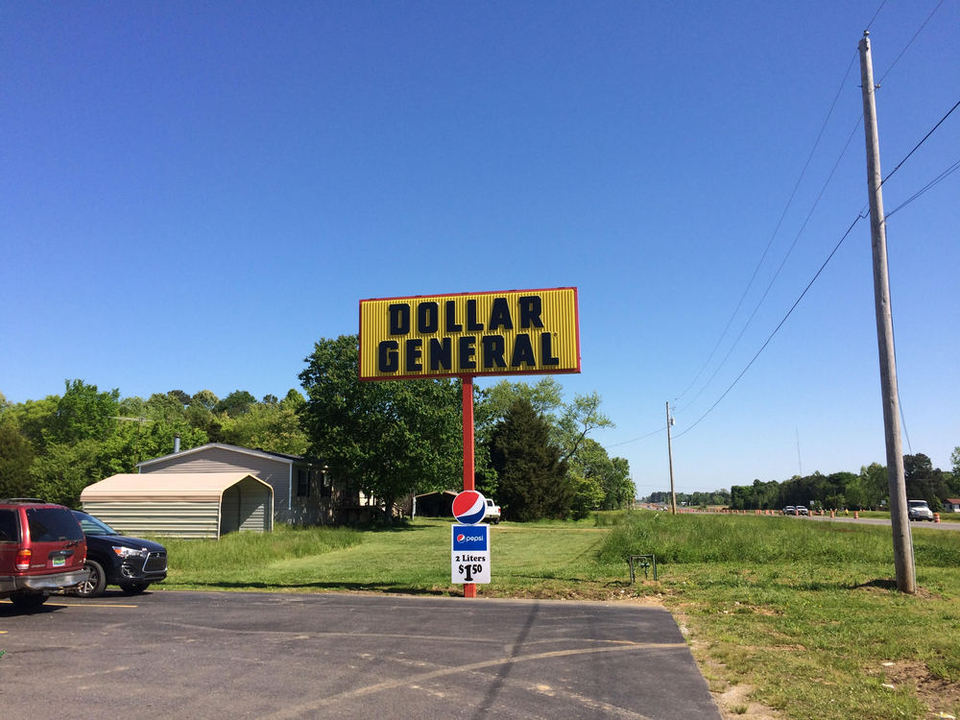 DOLLAR
GENERAL
pepsi
2 Liters
$1.50